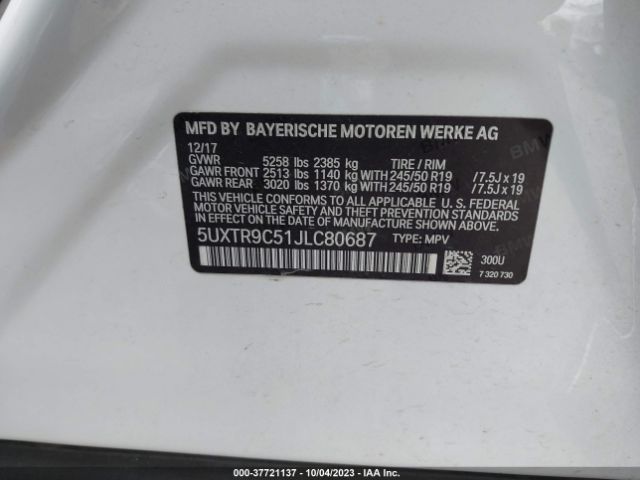 MFD BY BAYERISCHE MOTOREN WERKE AG
12/17
GVWR 5258 lbs 2385 kg TIRE / RIM
GAWR FRONT 2513 lbs 1140 kg WITH 245/50 R19 / 7.5J x 19
GAWR REAR 3020 lbs 1370 kg WITH 245/50 R19 / 7.5J x 19
THIS VEHICLE CONFORMS TO ALL APPLICABLE U. S. FEDERAL
MOTOR VEHICLE SAFETY AND THEFT PREVENTION STANDARDS IN
EFFECT ON THE DATE OF MANUFACTURE SHOWN ABOVE.
5UXTR9C51JLC80687 TYPE: MPV
300U
7 320 730
000-37721137 - 10/04/2023 - IAA Inc.